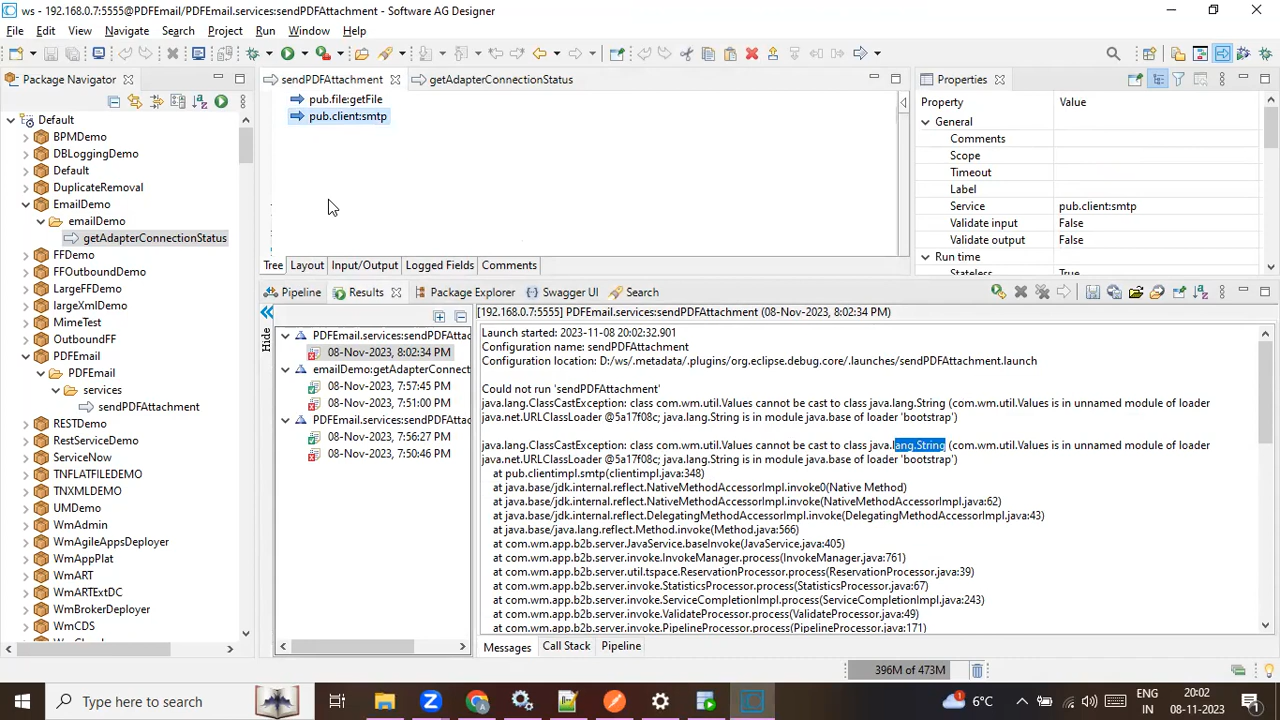 ws - 192.168.0.7:5555@PDFEmail/PDFEmail.services:sendPDFAttachment - Software AG Designer
File Edit View Navigate Search Project Run Window Help
Package Navigator
sendPDFAttachment
getAdapterConnectionStatus
Default
BPMDemo
DBLoggingDemo
Default
DuplicateRemoval
EmailDemo
emailDemo
getAdapterConnectionStatus
FFDemo
FFOutboundDemo
LargeFFDemo
largeXmlDemo
MimeTest
OutboundFF
PDFEmail
PDFEmail
services
sendPDFAttachment
RESTDemo
RestServiceDemo
ServiceNow
TNFLATFILEDEMO
TNXMLDEMO
UMDemo
WmAdmin
WmAgileAppsDeployer
WmAppPlat
WmART
WmARTExtDC
WmBrokerDeployer
WmCDS
pub.file:getFile
pub.client:smtp
Tree Layout Input/Output Logged Fields Comments
Properties
Property Value
General
Comments
Scope
Timeout
Label
Service pub.client:smtp
Validate input False
Validate output False
Run time
Stateless True
Pipeline Results Package Explorer Swagger UI Search
Hide
PDFEmail.services:sendPDFAttac
08-Nov-2023, 8:02:34 PM
emailDemo:getAdapterConnec
08-Nov-2023, 7:57:45 PM
08-Nov-2023, 7:51:00 PM
PDFEmail.services:sendPDFAttac
08-Nov-2023, 7:56:27 PM
08-Nov-2023, 7:50:46 PM
[192.168.0.7:5555] PDFEmail.services:sendPDFAttachment (08-Nov-2023, 8:02:34 PM)
Launch started: 2023-11-08 20:02:32.901
Configuration name: sendPDFAttachment
Configuration location: D:/ws/.metadata/.plugins/org.eclipse.debug.core/.launches/sendPDFAttachment.launch
Could not run 'sendPDFAttachment'
java.lang.ClassCastException: class com.wm.util.Values cannot be cast to class java.lang.String (com.wm.util.Values is in unnamed module of loader
java.net.URLClassLoader @5a17f08c; java.lang.String is in module java.base of loader 'bootstrap')
java.lang.ClassCastException: class com.wm.util.Values cannot be cast to class java.lang.String (com.wm.util.Values is in unnamed module of loader
java.net.URLClassLoader @5a17f08c; java.lang.String is in module java.base of loader 'bootstrap')
at pub.clientimpl.smtp(clientimpl.java:348)
at java.base/jdk.internal.reflect.NativeMethodAccessorImpl.invoke0(Native Method)
at java.base/jdk.internal.reflect.NativeMethodAccessorImpl.invoke(NativeMethodAccessorImpl.java:62)
at java.base/jdk.internal.reflect.DelegatingMethodAccessorImpl.invoke(DelegatingMethodAccessorImpl.java:43)
at java.base/java.lang.reflect.Method.invoke(Method.java:566)
at com.wm.app.b2b.server.JavaService.baseInvoke(JavaService.java:405)
at com.wm.app.b2b.server.invoke.InvokeManager.process(InvokeManager.java:761)
at com.wm.app.b2b.server.util.tspace.ReservationProcessor.process(ReservationProcessor.java:39)
at com.wm.app.b2b.server.invoke.StatisticsProcessor.process(StatisticsProcessor.java:67)
at com.wm.app.b2b.server.invoke.ServiceCompletionImpl.process(ServiceCompletionImpl.java:243)
at com.wm.app.b2b.server.invoke.ValidateProcessor.process(ValidateProcessor.java:49)
at com.wm.app.b2b.server.invoke.PipelineProcessor.process(PipelineProcessor.java:171)
Messages Call Stack Pipeline
396M of 473M
Type here to search
1
6°C
ENG
IN
20:02
08-11-2023
1